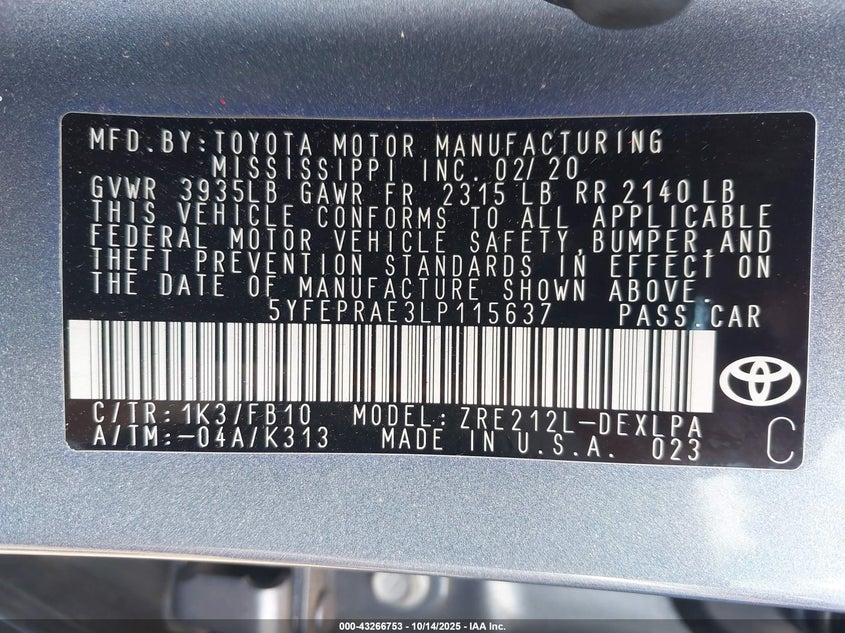 MFD. BY: TOYOTA MOTOR MANUFACTURING
MISSISSIPPI INC. 02/20
GVWR 3935LB GAWR FR 2315 LB RR 2140 LB
THIS VEHICLE CONFORMS TO ALL APPLICABLE
FEDERAL MOTOR VEHICLE SAFETY, BUMPER, AND
THEFT PREVENTION STANDARDS IN EFFECT ON
THE DATE OF MANUFACTURE SHOWN ABOVE.
5YFEPRAE3LP115637 PASS. CAR
C/TR: 1K3/FB10 MODEL: ZRE212L-DEXLPA
A/TM: -04A/K313 MADE IN U.S.A. 023
C
000-43266753 - 10/14/2025 - IAA Inc.